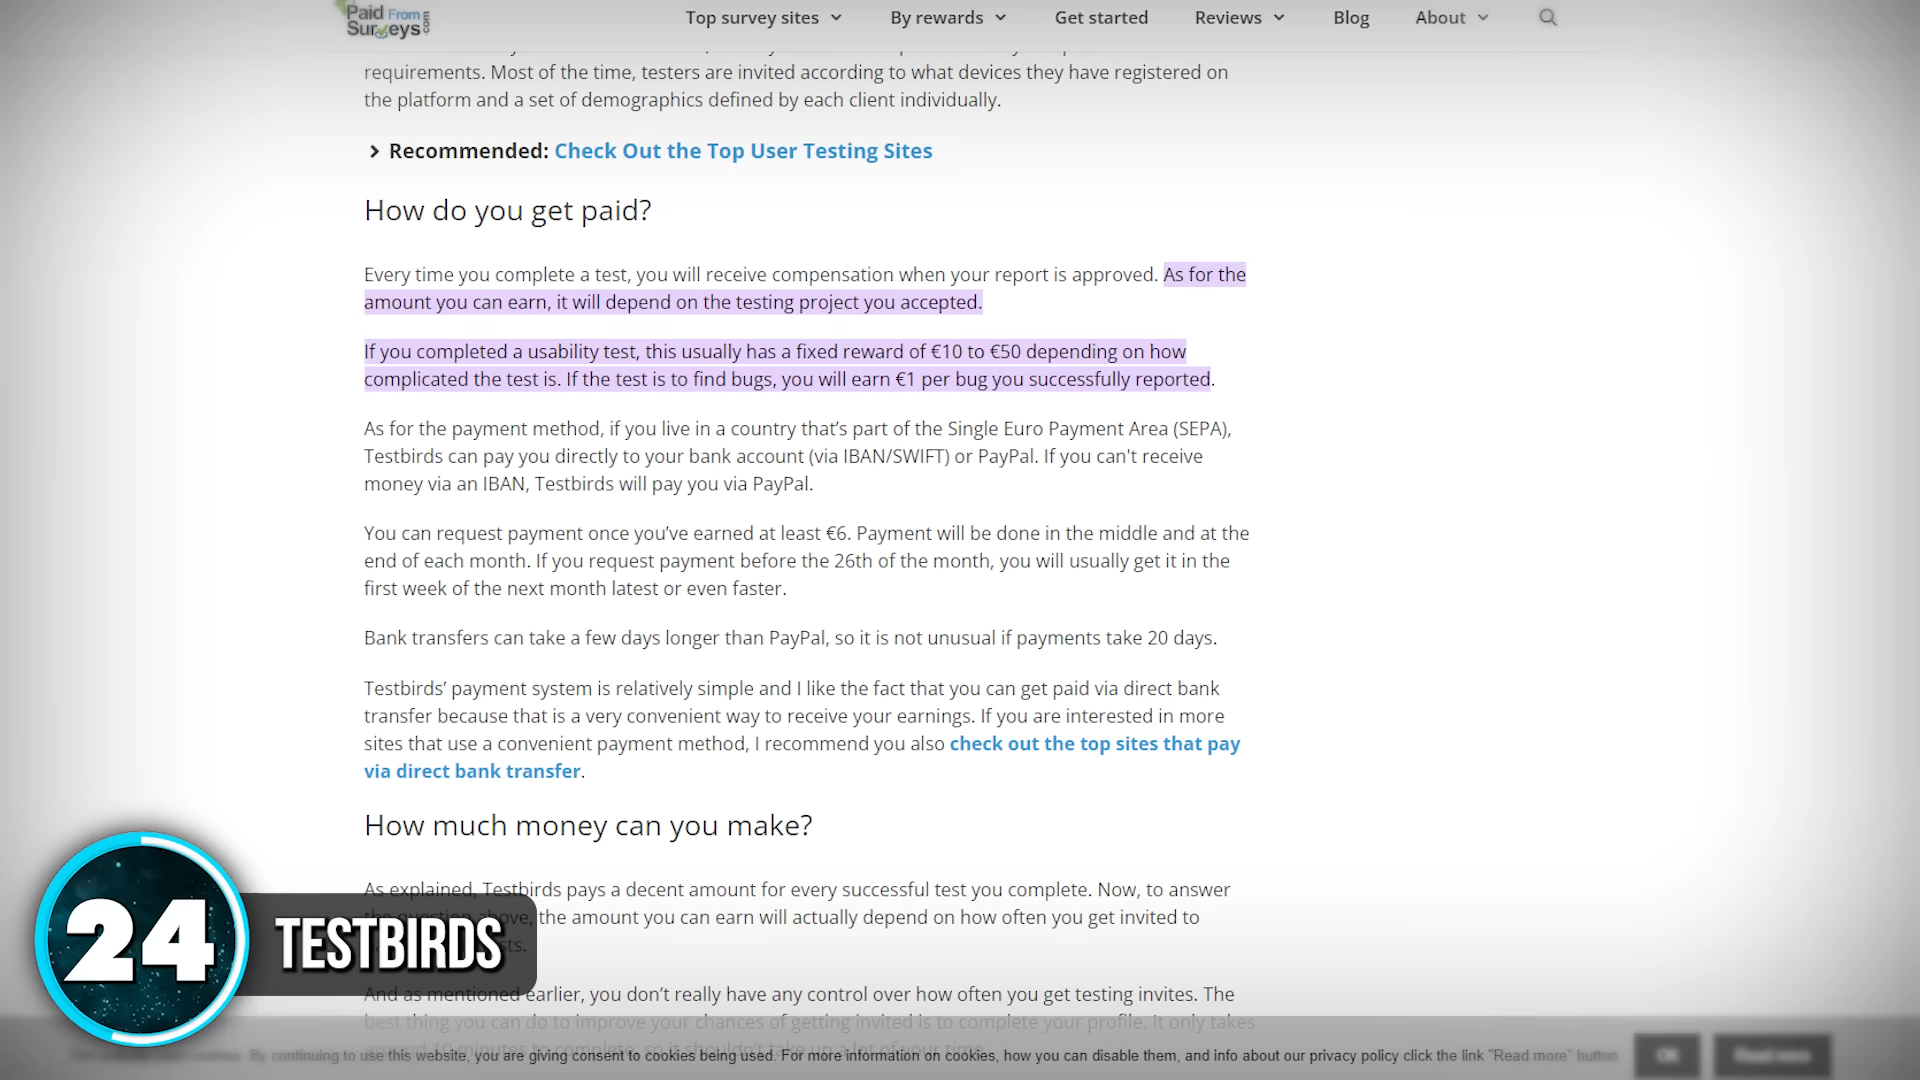 Paid From
Surveys
.com
Top survey sites
By rewards
Get started
Reviews
Blog
About
requirements. Most of the time, testers are invited according to what devices they have registered on
the platform and a set of demographics defined by each client individually.
Recommended: Check Out the Top User Testing Sites
How do you get paid?
Every time you complete a test, you will receive compensation when your report is approved. As for the
amount you can earn, it will depend on the testing project you accepted.
If you completed a usability test, this usually has a fixed reward of €10 to €50 depending on how
complicated the test is. If the test is to find bugs, you will earn €1 per bug you successfully reported.
As for the payment method, if you live in a country that’s part of the Single Euro Payment Area (SEPA),
Testbirds can pay you directly to your bank account (via IBAN/SWIFT) or PayPal. If you can't receive
money via an IBAN, Testbirds will pay you via PayPal.
You can request payment once you’ve earned at least €6. Payment will be done in the middle and at the
end of each month. If you request payment before the 26th of the month, you will usually get it in the
first week of the next month latest or even faster.
Bank transfers can take a few days longer than PayPal, so it is not unusual if payments take 20 days.
Testbirds’ payment system is relatively simple and I like the fact that you can get paid via direct bank
transfer because that is a very convenient way to receive your earnings. If you are interested in more
sites that use a convenient payment method, I recommend you also check out the top sites that pay
via direct bank transfer.
How much money can you make?
As explained, Testbirds pays a decent amount for every successful test you complete. Now, to answer
the question above, the amount you can earn will actually depend on how often you get invited to
And as mentioned earlier, you don’t really have any control over how often you get testing invites. The
best thing you can do to improve your chances of getting invited is to complete your profile. It only takes
around 10 minutes to complete, so it shouldn't take up a lot of your time.
By continuing to use this website, you are giving consent to cookies being used. For more information on cookies, how you can disable them, and info about our privacy policy click the link "Read more" button
OK
Read more
24
TESTBIRDS